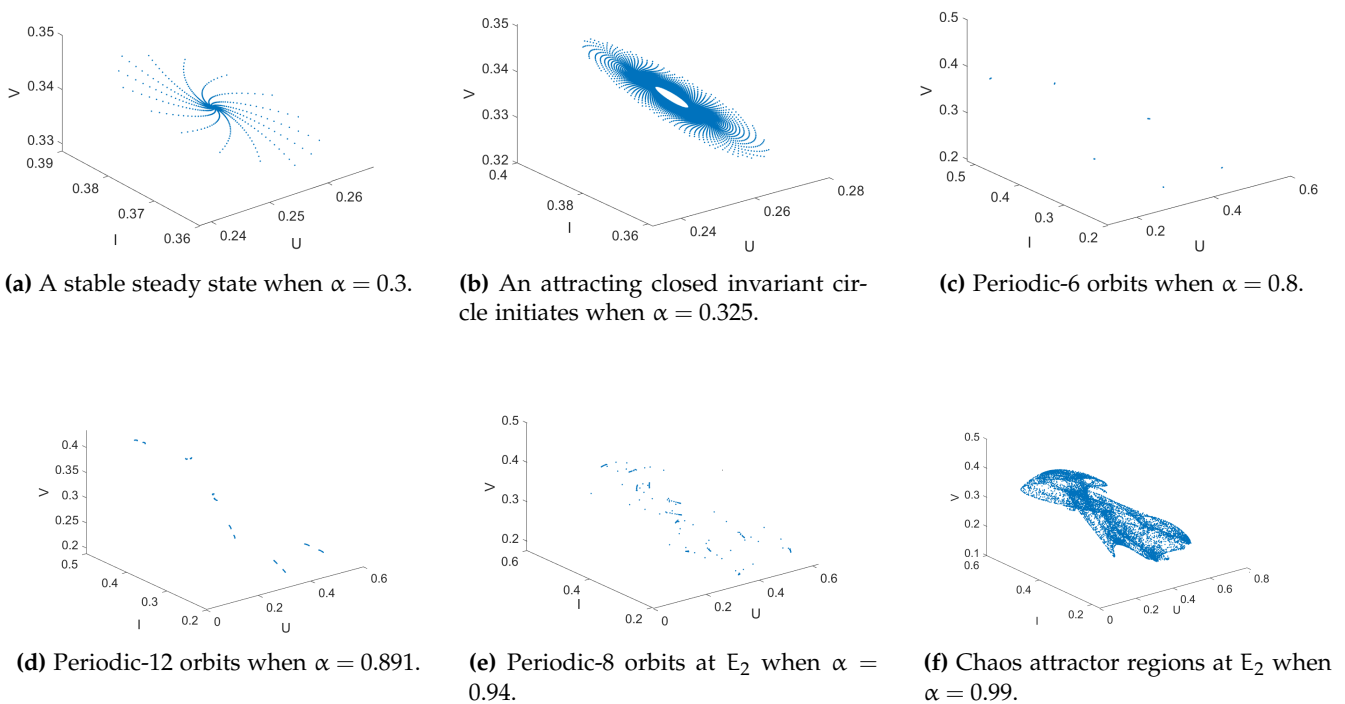 0.35
0.34
0.33
0.39
0.38
0.37
0.36
V
I
U
0.24
0.25
0.26
(a) A stable steady state when α = 0.3.
0.35
0.34
0.33
0.32
0.4
0.38
0.36
V
I
U
0.24
0.26
0.28
(b) An attracting closed invariant cir-
cle initiates when α = 0.325.
0.5
0.4
0.3
0.2
0.5
0.4
0.3
0.2
V
I
U
0.2
0.4
0.6
(c) Periodic-6 orbits when α = 0.8.
0.4
0.35
0.3
0.25
0.2
0.5
0.4
0.3
0.2
V
I
U
0
0.2
0.4
0.6
(d) Periodic-12 orbits when α = 0.891.
0.5
0.4
0.3
0.2
0.6
0.4
0.2
V
I
U
0
0.2
0.4
0.6
(e) Periodic-8 orbits at E₂ when α =
0.94.
0.5
0.4
0.3
0.2
0.1
0.6
0.4
0.2
V
I
U
0
0.2
0.4
0.6
0.8
(f) Chaos attractor regions at E₂ when
α = 0.99.